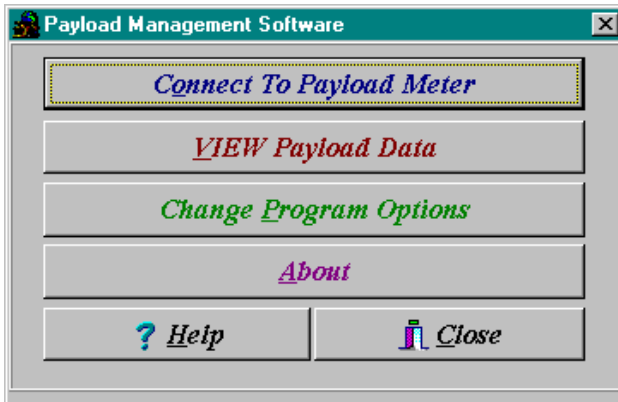 Payload Management Software
Connect To Payload Meter
VIEW Payload Data
Change Program Options
About
? Help
Close